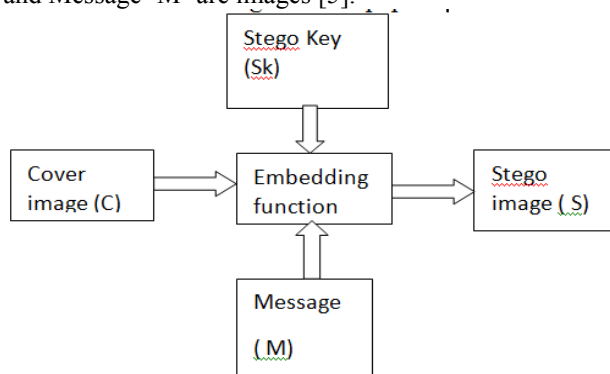 and Message "M" are images [5].
Stego Key
(Sk)
Cover
image (C)
Embedding
function
Stego
image ( S)
Message
( M)